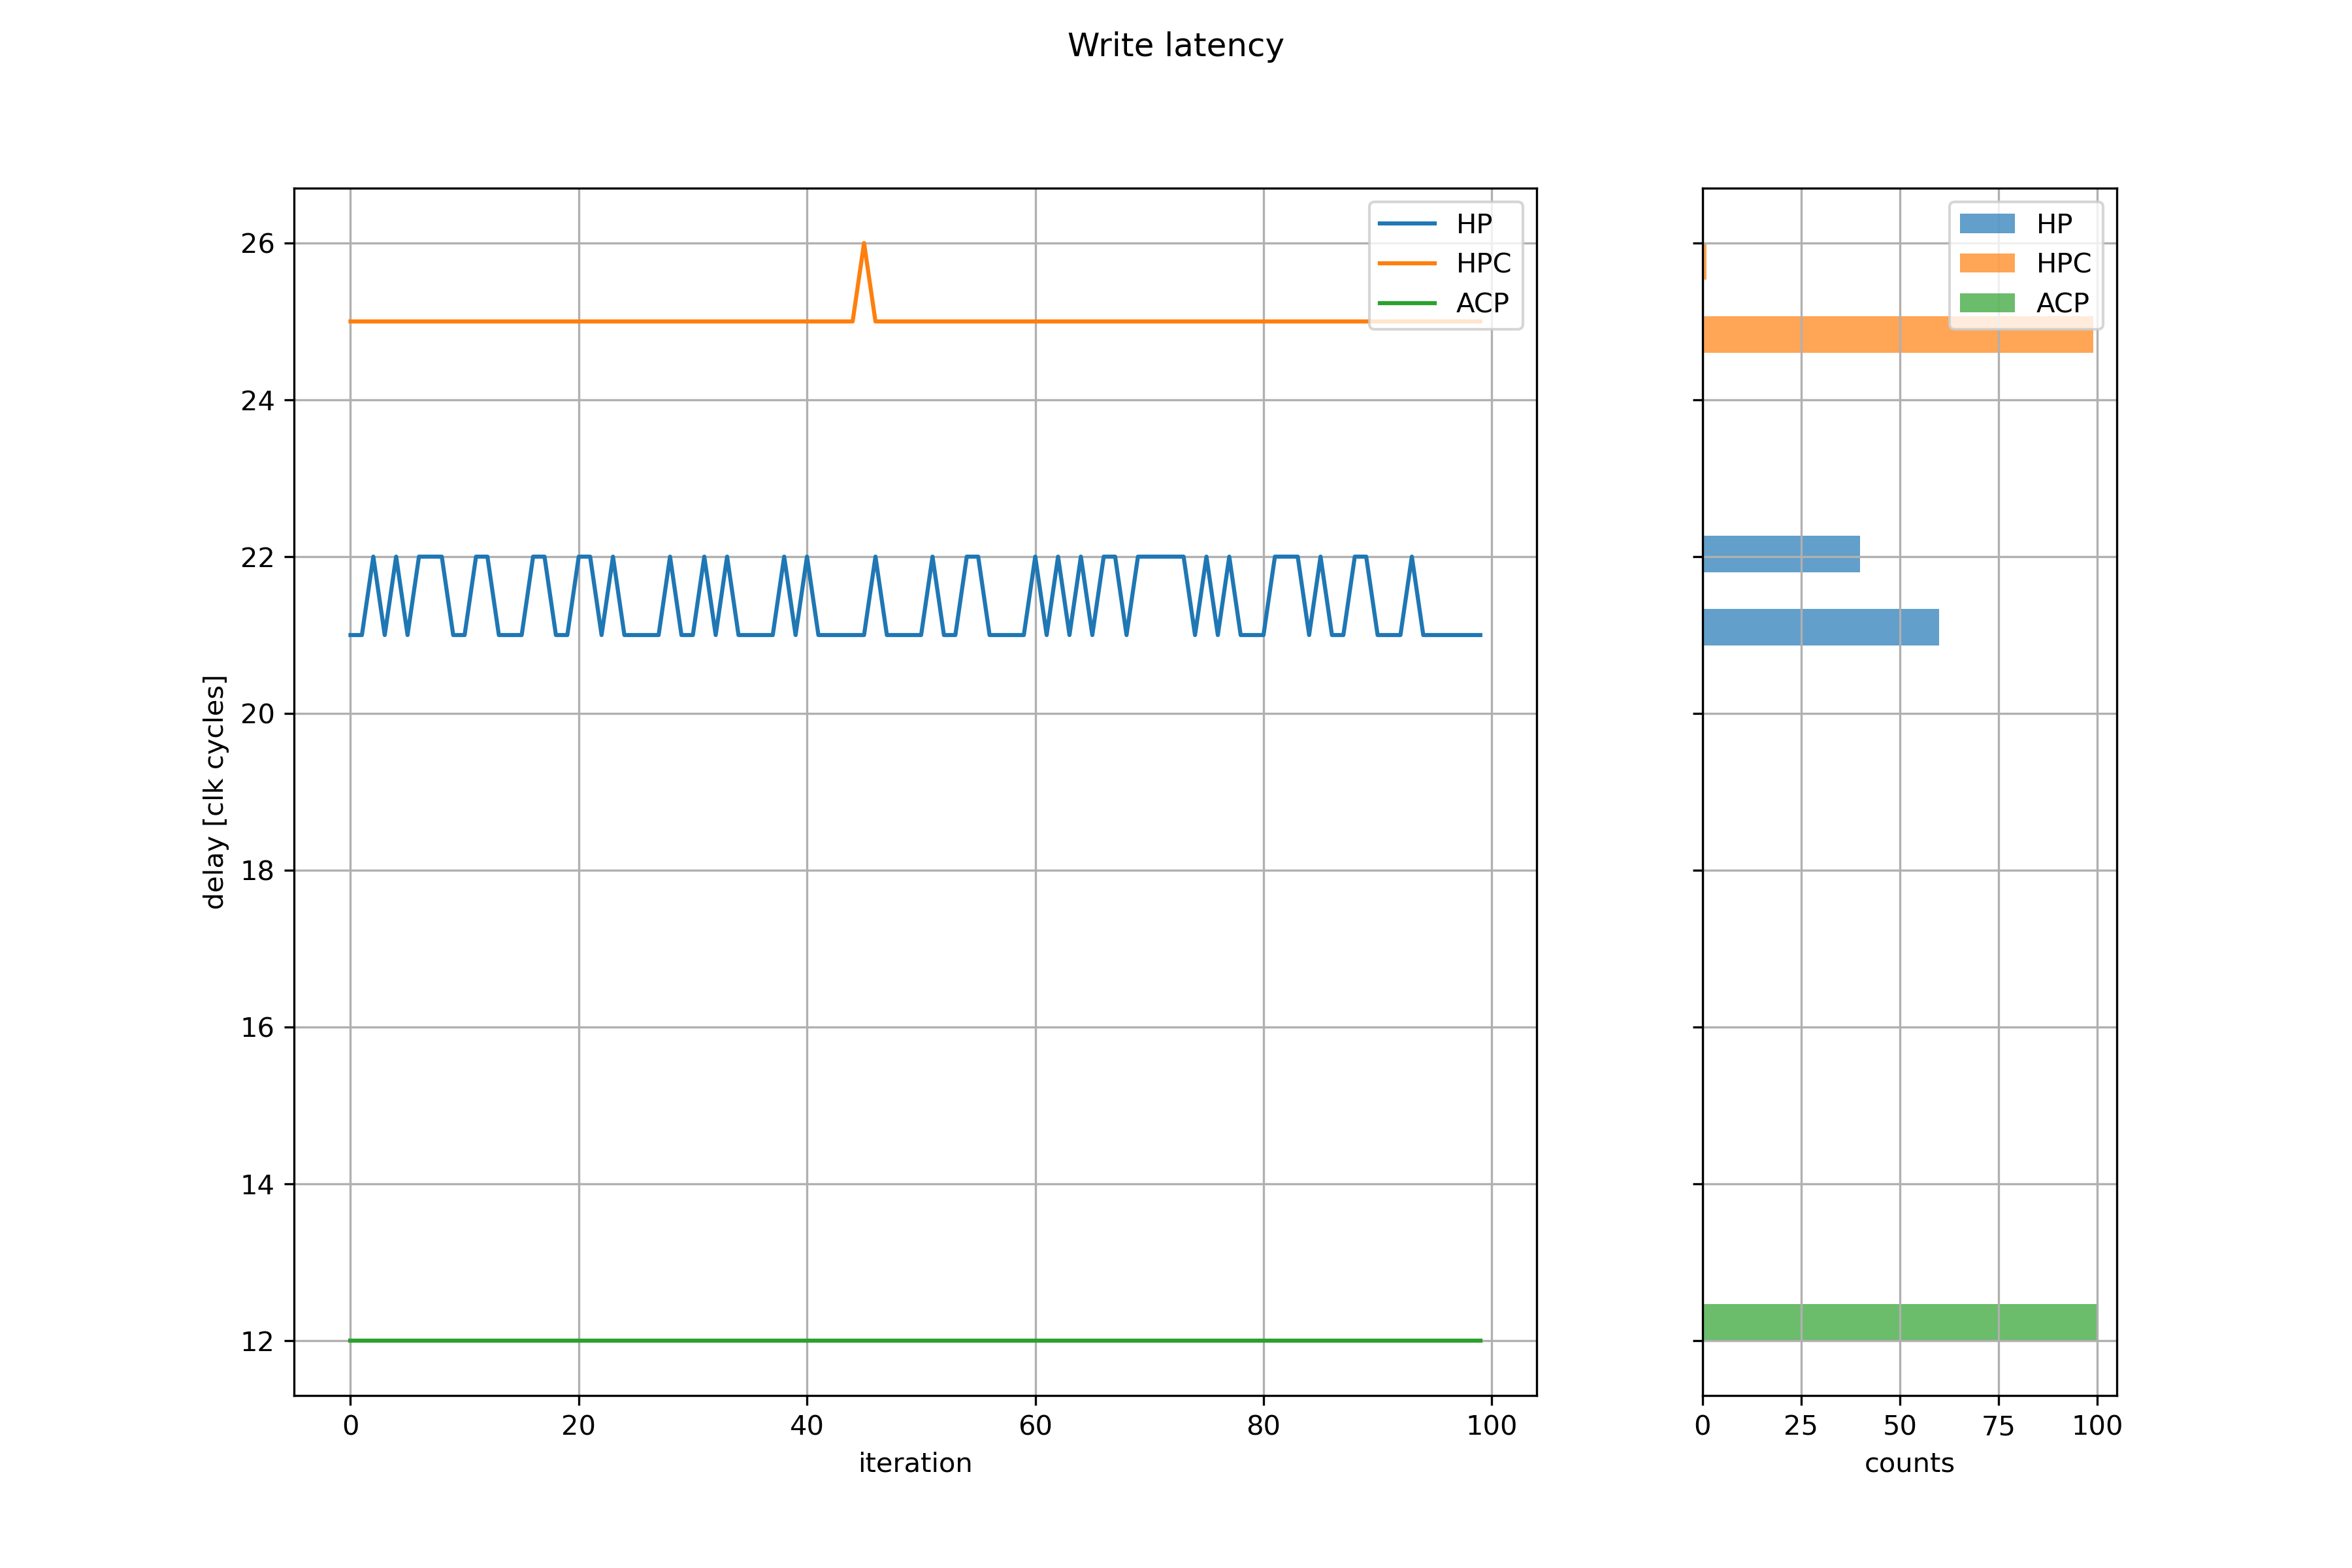 Write latency
delay [clk cycles]
26
24
22
20
18
16
14
12
0 20 40 60 80 100
iteration
HP
HPC
ACP
HP
HPC
ACP
0 25 50 75 100
counts